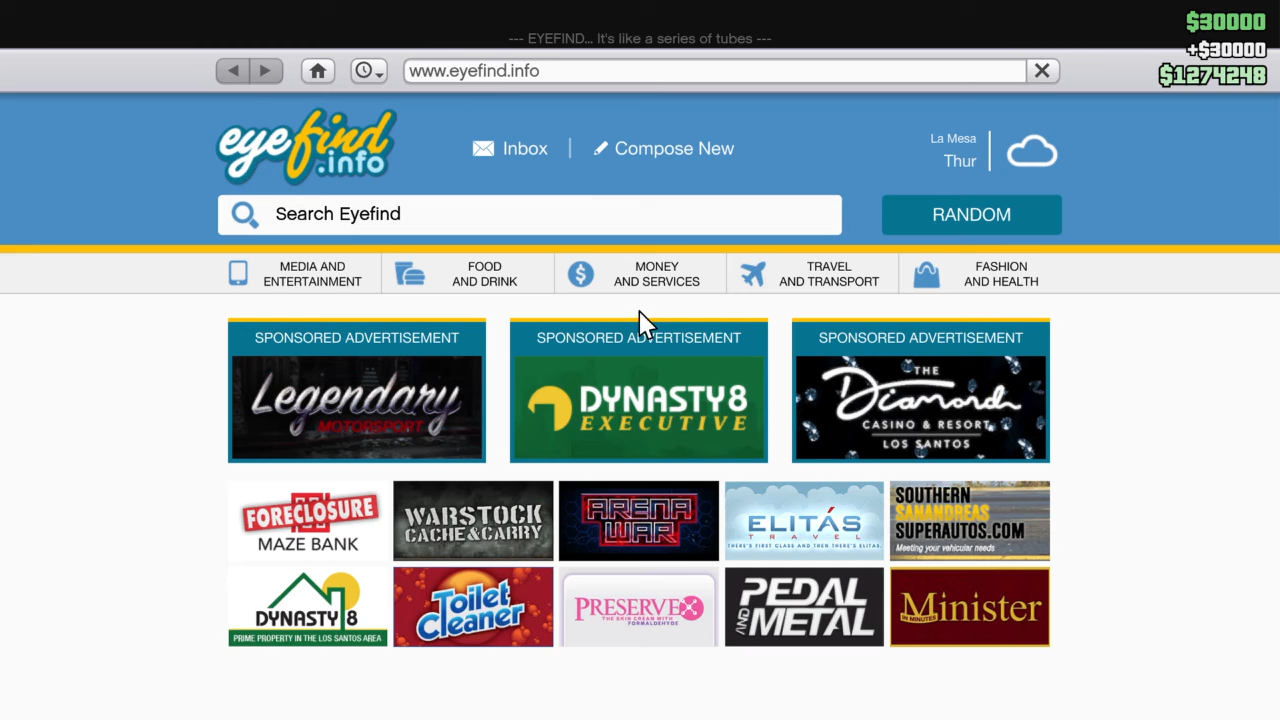 --- EYEFIND... It's like a series of tubes ---
$30000
+$30000
$1274248
www.eyefind.info
eyefind
.info
Inbox
Compose New
La Mesa
Thur
Search Eyefind
RANDOM
MEDIA AND
ENTERTAINMENT
FOOD
AND DRINK
MONEY
AND SERVICES
TRAVEL
AND TRANSPORT
FASHION
AND HEALTH
SPONSORED ADVERTISEMENT
Legendary
MOTORSPORT
SPONSORED ADVERTISEMENT
DYNASTY8
EXECUTIVE
SPONSORED ADVERTISEMENT
THE
Diamond
CASINO & RESORT
LOS SANTOS
FORECLOSURE
MAZE BANK
WARSTOCK
CACHE & CARRY
ARENA
WAR
ELITÁS
TRAVEL
THERE'S FIRST CLASS AND THEN THERE'S ELITAS.
SOUTHERN
SANANDREAS
SUPERAUTOS.COM
Meeting your vehicular needs
DYNASTY 8
PRIME PROPERTY IN THE LOS SANTOS AREA
Toilet
Cleaner
PRESERVEX
THE SKIN CREAM WITH
FORMALDEHYDE
PEDAL
AND METAL
Minister
IN MINUTES